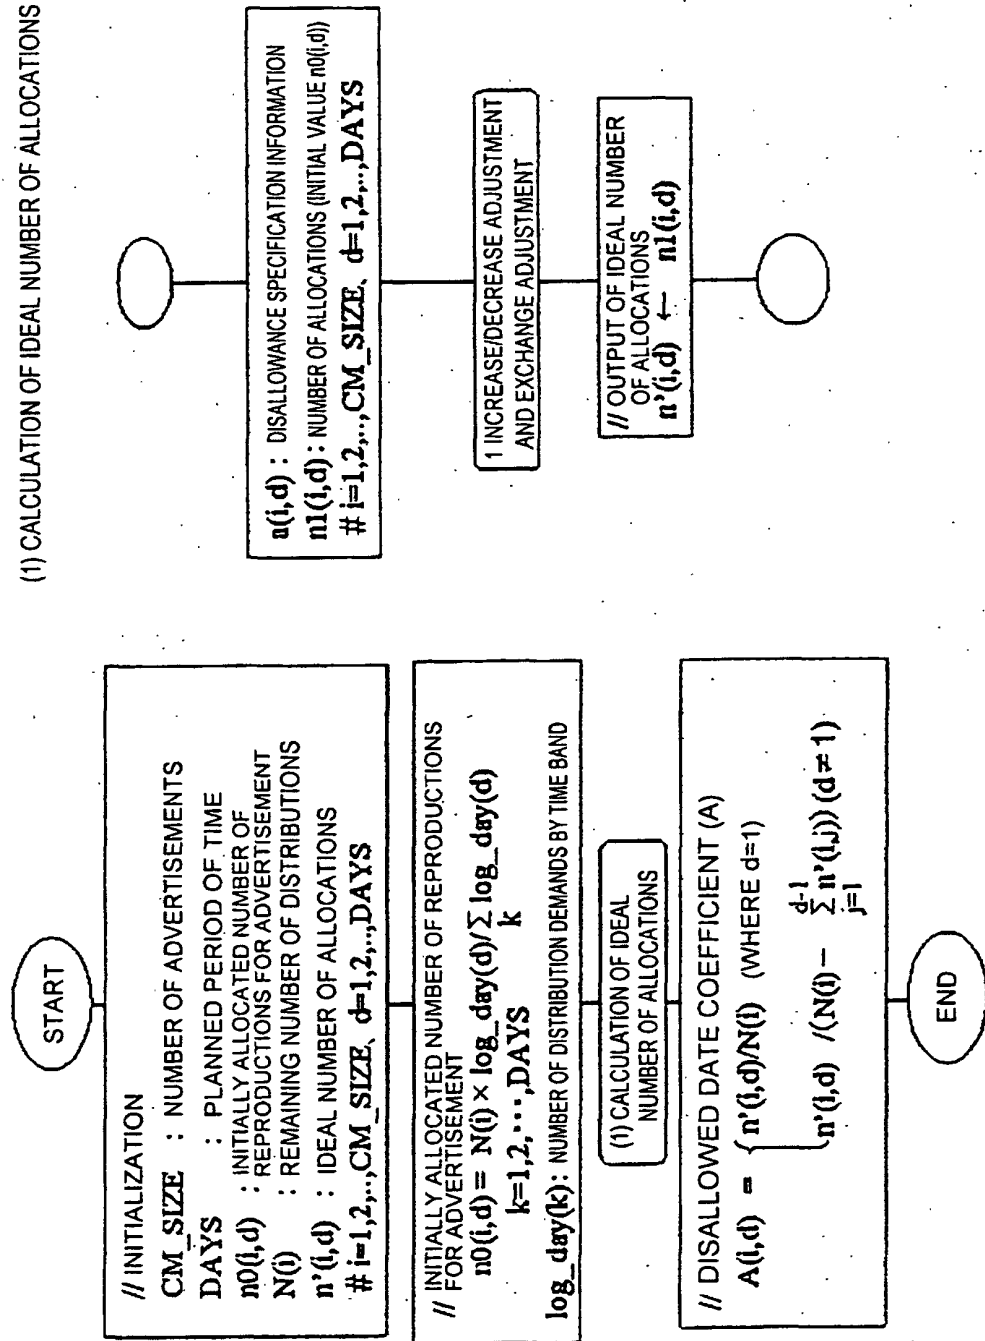 START
// INITIALIZATION
CM_SIZE : NUMBER OF ADVERTISEMENTS
DAYS : PLANNED PERIOD OF TIME
n0(i,d) : INITIALLY ALLOCATED NUMBER OF
REPRODUCTIONS FOR ADVERTISEMENT
N(i) : REMAINING NUMBER OF DISTRIBUTIONS
n'(i,d) : IDEAL NUMBER OF ALLOCATIONS
# i=1,2,..,CM_SIZE、d=1,2,..,DAYS
// INITIALLY ALLOCATED NUMBER OF REPRODUCTIONS
FOR ADVERTISEMENT
n0(i,d) = N(i) × log_day(d)/Σ log_day(d)
k
k=1,2,···,DAYS
log_day(k): NUMBER OF DISTRIBUTION DEMANDS BY TIME BAND
(1) CALCULATION OF IDEAL
NUMBER OF ALLOCATIONS
// DISALLOWED DATE COEFFICIENT (A)
A(i,d) = { n'(i,d)/N(i) (WHERE d=1)
d-1
n'(i,d) /(N(i) − Σ n'(i,j)) (d≠1)
j=1
END
(1) CALCULATION OF IDEAL NUMBER OF ALLOCATIONS
a(i,d) : DISALLOWANCE SPECIFICATION INFORMATION
n1(i,d) : NUMBER OF ALLOCATIONS (INITIAL VALUE n0(i,d))
# i=1,2,..,CM_SIZE、d=1,2,..,DAYS
1 INCREASE/DECREASE ADJUSTMENT
AND EXCHANGE ADJUSTMENT
// OUTPUT OF IDEAL NUMBER
OF ALLOCATIONS
n'(i,d) ← n1(i,d)